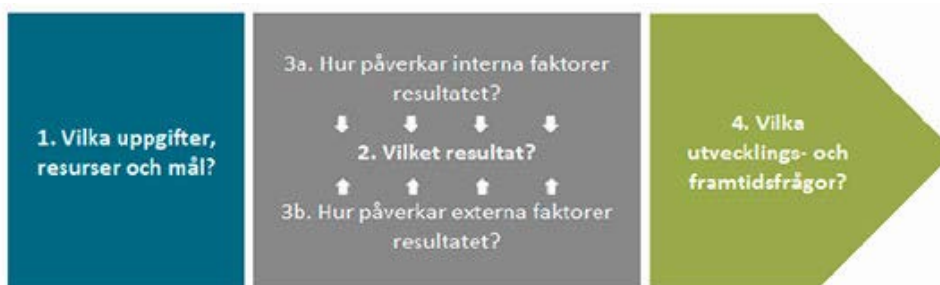 1. Vilka uppgifter,
resurser och mål?
3a. Hur påverkar interna faktorer
resultatet?
2. Vilket resultat?
3b. Hur påverkar externa faktorer
resultatet?
4. Vilka
utvecklings- och
framtidsfrågor?